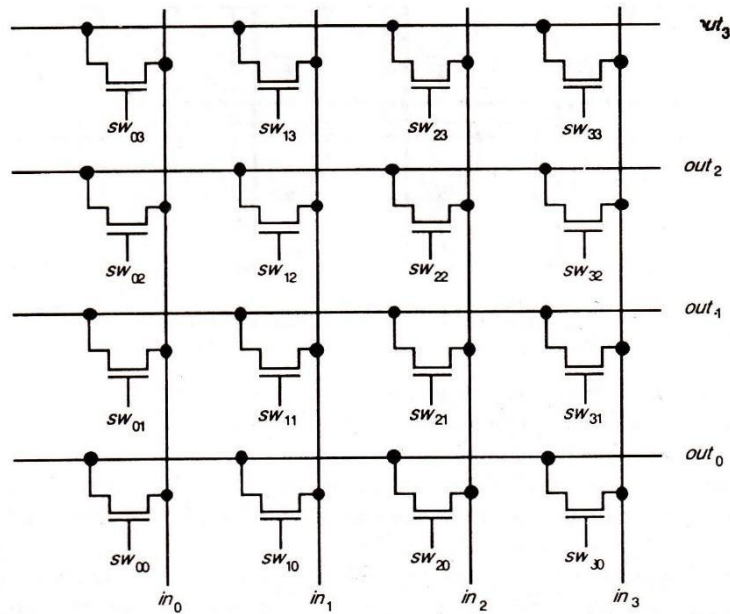 out₃
sw₀₃ sw₁₃ sw₂₃ sw₃₃
out₂
sw₀₂ sw₁₂ sw₂₂ sw₃₂
out₁
sw₀₁ sw₁₁ sw₂₁ sw₃₁
out₀
sw₀₀ sw₁₀ sw₂₀ sw₃₀
in₀ in₁ in₂ in₃